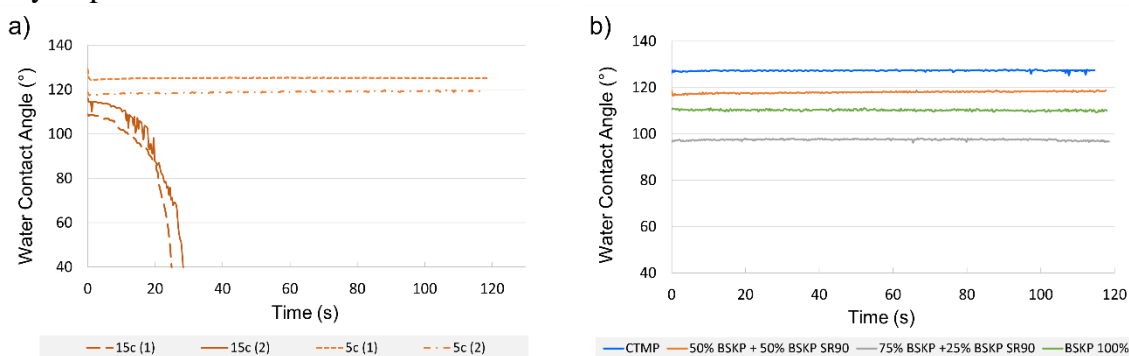 a)
140
120
100
80
60
40
Water Contact Angle (°)
0 20 40 60 80 100 120
Time (s)
15c (1) 15c (2) 5c (1) 5c (2)
b)
140
120
100
80
60
40
Water Contact Angle (°)
0 20 40 60 80 100 120
Time (s)
CTMP 50% BSKP + 50% BSKP SR90 75% BSKP +25% BSKP SR90 BSKP 100%